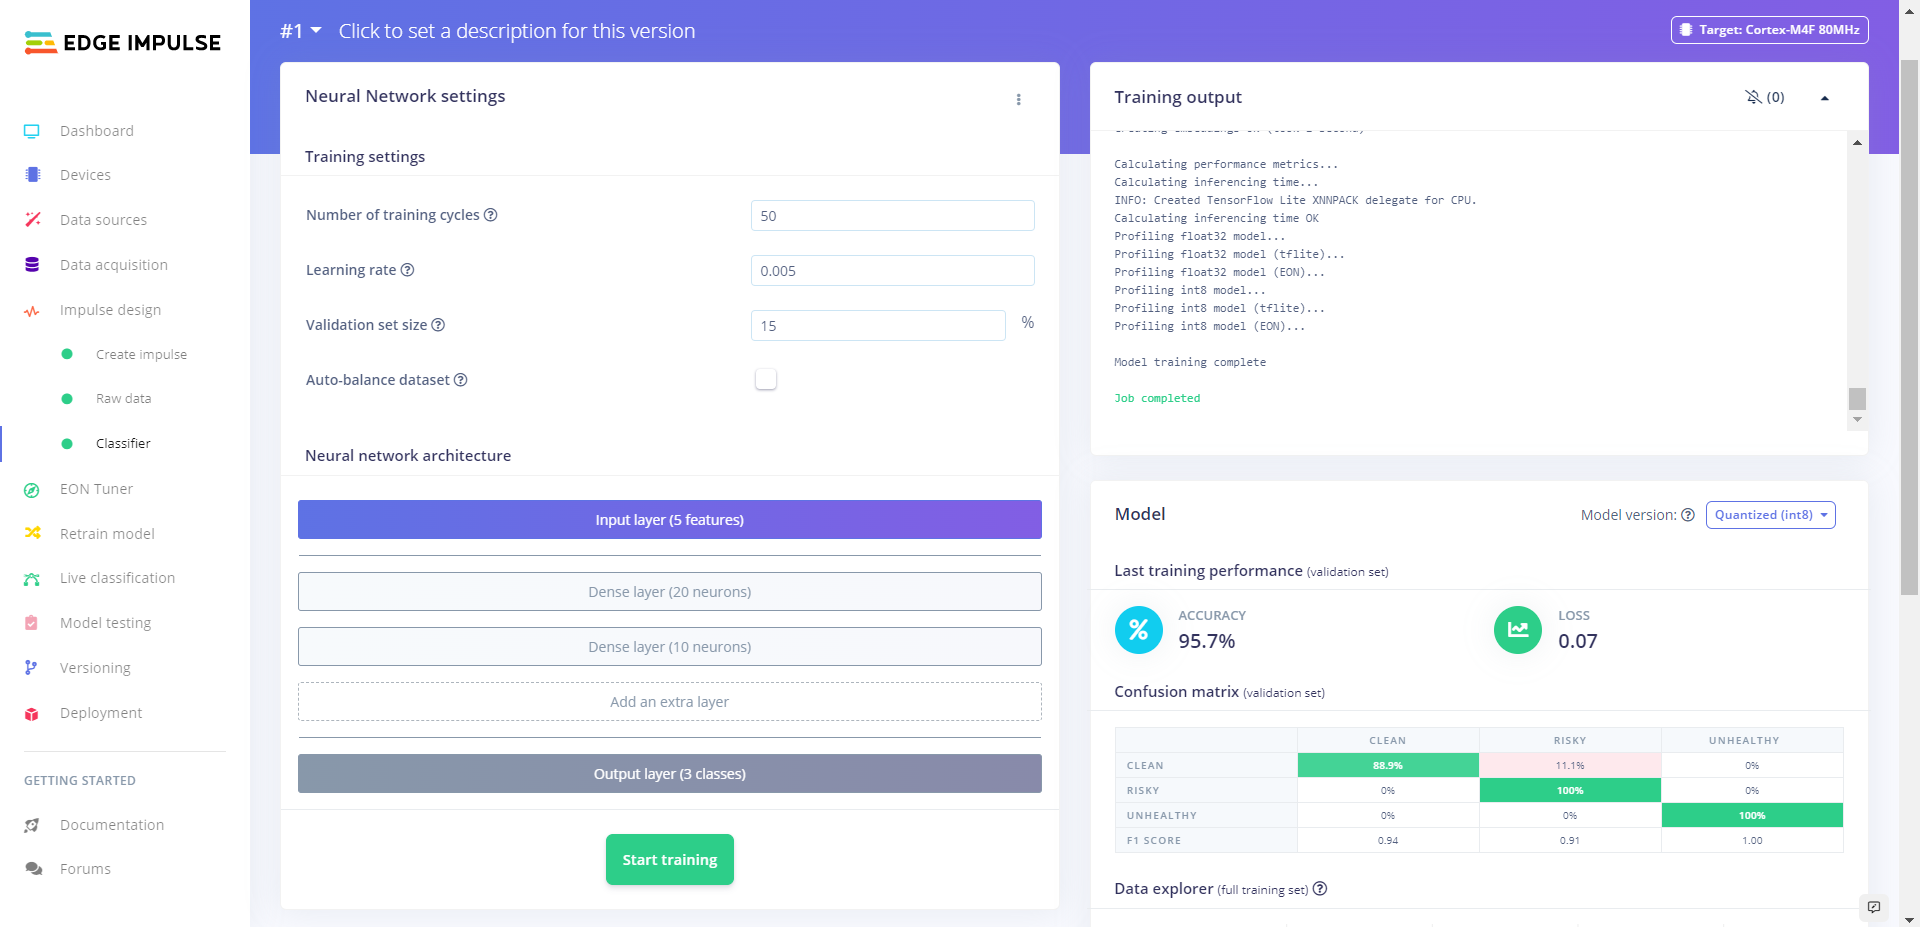 EDGE IMPULSE
Dashboard
Devices
Data sources
Data acquisition
Impulse design
Create impulse
Raw data
Classifier
EON Tuner
Retrain model
Live classification
Model testing
Versioning
Deployment
GETTING STARTED
Documentation
Forums
#1 Click to set a description for this version
Target: Cortex-M4F 80MHz
Neural Network settings
Training settings
Number of training cycles ? 50
Learning rate ? 0.005
Validation set size ? 15 %
Auto-balance dataset ?
Neural network architecture
Input layer (5 features)
Dense layer (20 neurons)
Dense layer (10 neurons)
Add an extra layer
Output layer (3 classes)
Start training
Training output (0)
Calculating performance metrics...
Calculating inferencing time...
INFO: Created TensorFlow Lite XNNPACK delegate for CPU.
Calculating inferencing time OK
Profiling float32 model...
Profiling float32 model (tflite)...
Profiling float32 model (EON)...
Profiling int8 model...
Profiling int8 model (tflite)...
Profiling int8 model (EON)...
Model training complete
Job completed
Model
Model version: ? Quantized (int8)
Last training performance (validation set)
% ACCURACY
95.7%
LOSS
0.07
Confusion matrix (validation set)
CLEAN RISKY UNHEALTHY
CLEAN 88.9% 11.1% 0%
RISKY 0% 100% 0%
UNHEALTHY 0% 0% 100%
F1 SCORE 0.94 0.91 1.00
Data explorer (full training set) ?